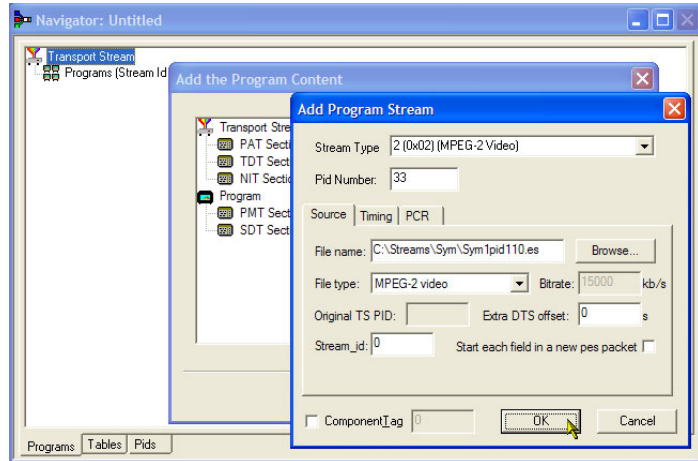 Navigator: Untitled
Transport Stream
Programs (Stream Id
Add the Program Content
Transport Stre
PAT Secti
TDT Sect
NIT Sectio
Program
PMT Sect
SDT Sect
Add Program Stream
Stream Type 2 (0x02) (MPEG-2 Video)
Pid Number: 33
Source Timing PCR
File name: C:\Streams\Sym\Sym1pid110.es Browse...
File type: MPEG-2 video Bitrate: 15000 kb/s
Original TS PID: Extra DTS offset: 0 s
Stream_id: 0 Start each field in a new pes packet
ComponentTag 0 OK Cancel
Programs Tables Pids